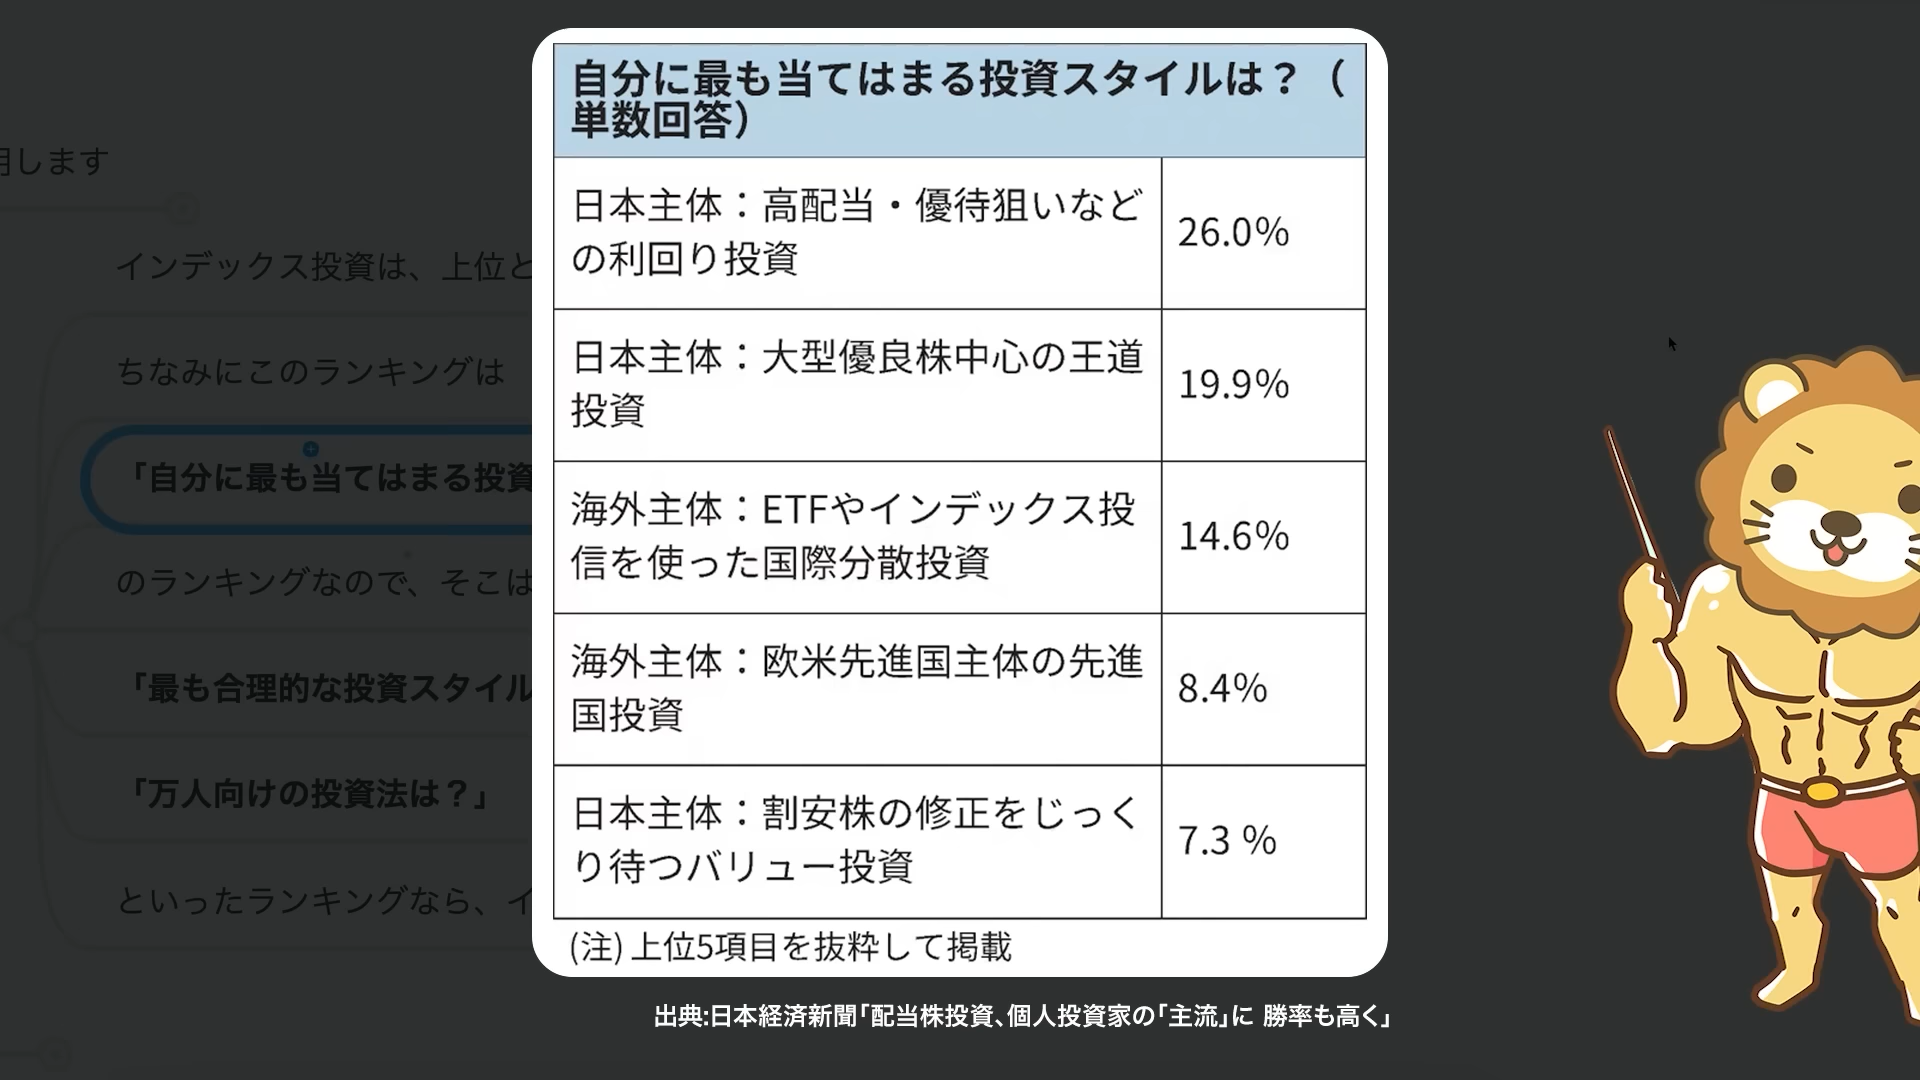 自分に最も当てはまる投資スタイルは？（
単数回答）
日本主体：高配当・優待狙いなど
の利回り投資
26.0%
日本主体：大型優良株中心の王道
投資
19.9%
海外主体：ETFやインデックス投
信を使った国際分散投資
14.6%
海外主体：欧米先進国主体の先進
国投資
8.4%
日本主体：割安株の修正をじっく
り待つバリュー投資
7.3 %
(注) 上位5項目を抜粋して掲載
出典:日本経済新聞「配当株投資、個人投資家の「主流」に 勝率も高く」
します
インデックス投資は、上位と
ちなみにこのランキングは
「自分に最も当てはまる投資
のランキングなので、そこは
「最も合理的な投資スタイル
「万人向けの投資法は？」
といったランキングなら、イ